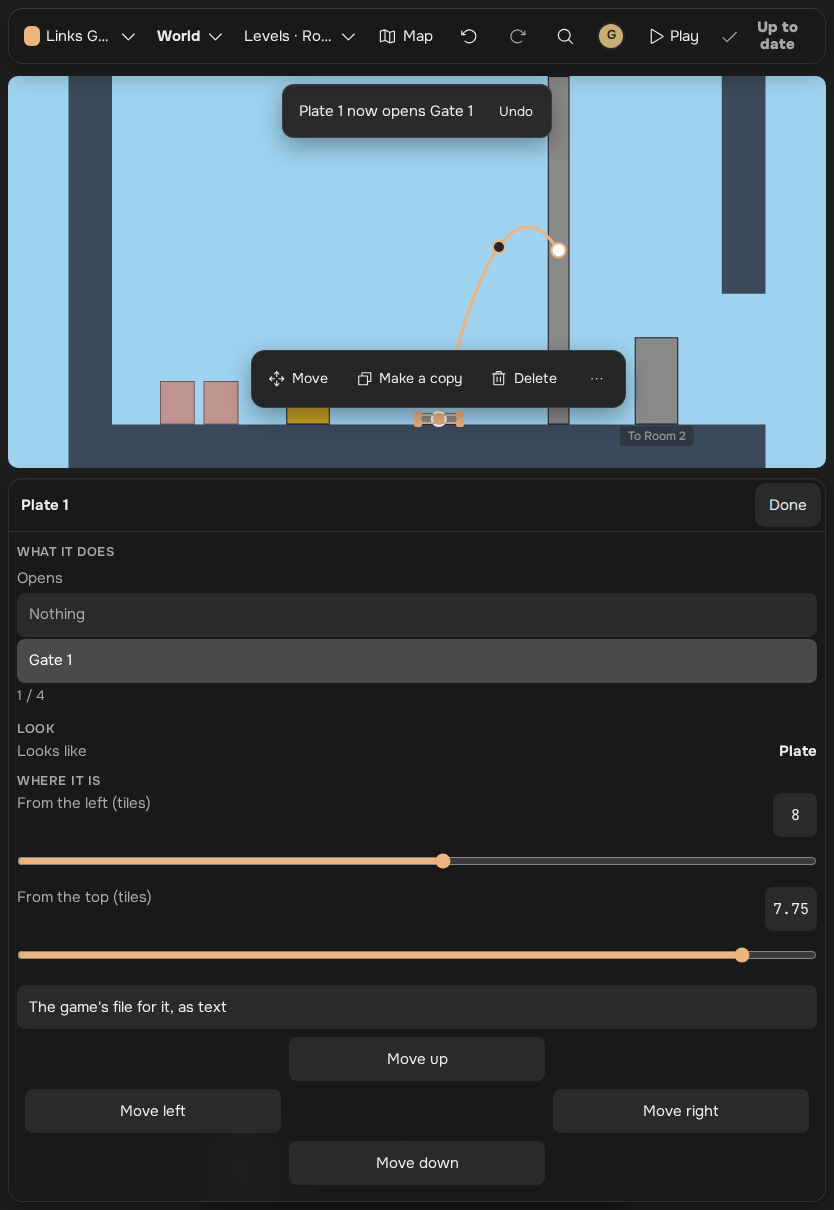 Links G... World Levels · Ro... Map G Play Up to date
Plate 1 now opens Gate 1 Undo
Move Make a copy Delete ...
To Room 2
Plate 1 Done
WHAT IT DOES
Opens
Nothing
Gate 1
1 / 4
LOOK
Looks like Plate
WHERE IT IS
From the left (tiles) 8
From the top (tiles) 7.75
The game's file for it, as text
Move up
Move left Move right
Move down